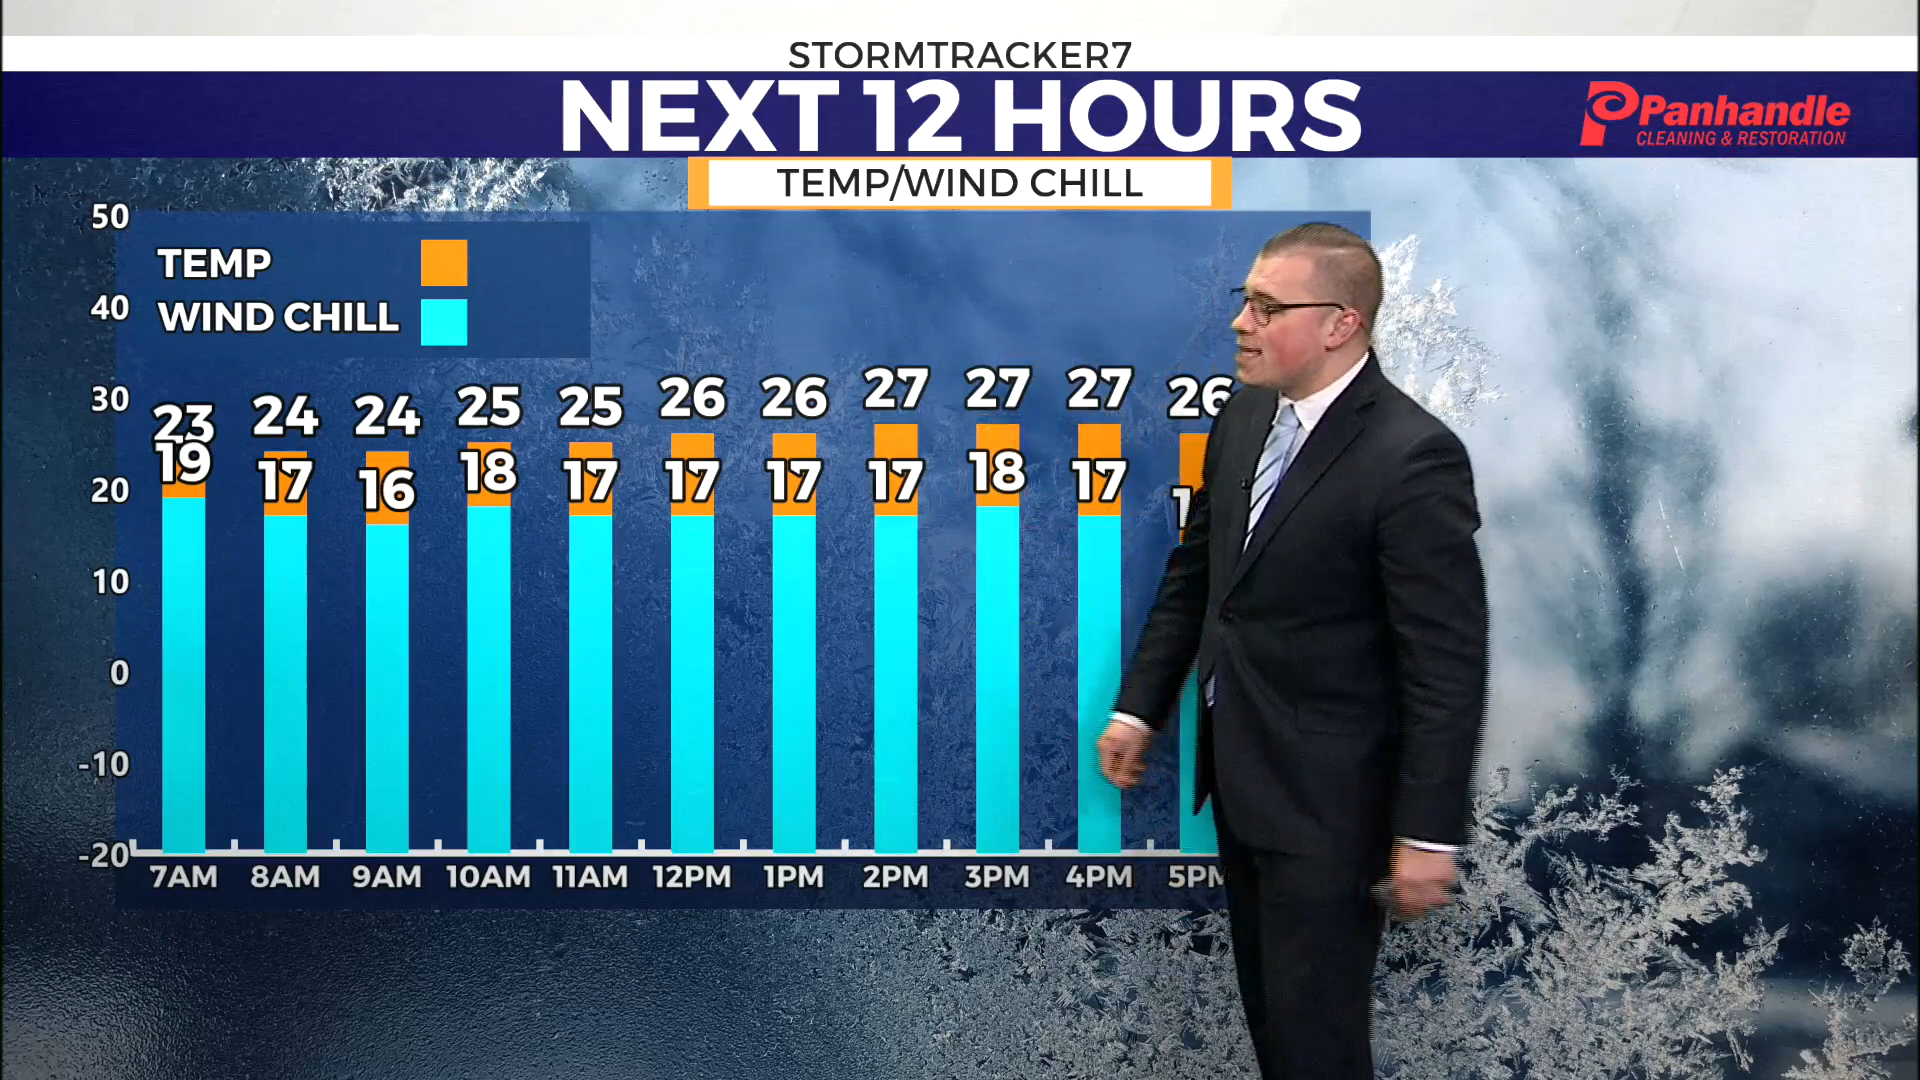 STORMTRACKER7
NEXT 12 HOURS
Panhandle
CLEANING & RESTORATION
TEMP/WIND CHILL
50
TEMP
WIND CHILL
40
30
20
10
0
-10
-20
23 24 24 25 25 26 26 27 27 27 26
19 17 16 18 17 17 17 17 18 17
7AM 8AM 9AM 10AM 11AM 12PM 1PM 2PM 3PM 4PM 5PM